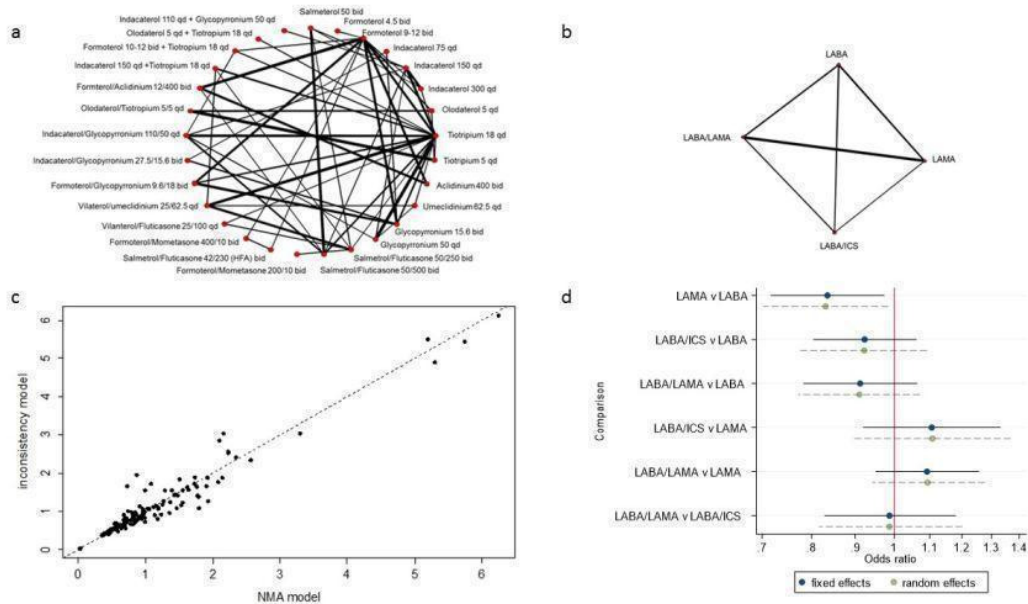 a
Salmeterol 50 bid
Indacaterol 110 qd + Glycopyrronium 50 qd
Formoterol 4.5 bid
Olodaterol 5 qd + Tiotropium 18 qd
Formoterol 9-12 bid
Formoterol 10-12 bid + Tiotropium 18 qd
Indacaterol 75 qd
Indacaterol 150 qd +Tiotropium 18 qd
Indacaterol 150 qd
Formterol/Aclidinium 12/400 bid
Indacaterol 300 qd
Olodaterol/Tiotropium 5/5 qd
Olodaterol 5 qd
Indacaterol/Glycopyrronium 110/50 qd
Tiotripium 18 qd
Indacaterol/Glycopyrronium 27.5/15.6 bid
Tiotripium 5 qd
Formoterol/Glycopyrronium 9.6/18 bid
Aclidinium 400 bid
Vilaterol/umeclidinium 25/62.5 qd
Umeclidinium 62.5 qd
Vilanterol/Fluticasone 25/100 qd
Glycopyrronium 15.6 bid
Formoterol/Mometasone 400/10 bid
Glycopyrronium 50 qd
Salmetrol/Fluticasone 42/230 (HFA) bid
Salmetrol/Fluticasone 50/250 bid
Formoterol/Mometasone 200/10 bid
Salmetrol/Fluticasone 50/500 bid
b
LABA
LABA/LAMA
LAMA
LABA/ICS
c
inconsistency model
6
5
4
3
2
1
0
0 1 2 3 4 5 6
NMA model
d
Comparison
LAMA v LABA
LABA/ICS v LABA
LABA/LAMA v LABA
LABA/ICS v LAMA
LABA/LAMA v LAMA
LABA/LAMA v LABA/ICS
.7 .8 .9 1 1.1 1.2 1.3 1.4
Odds ratio
fixed effects random effects